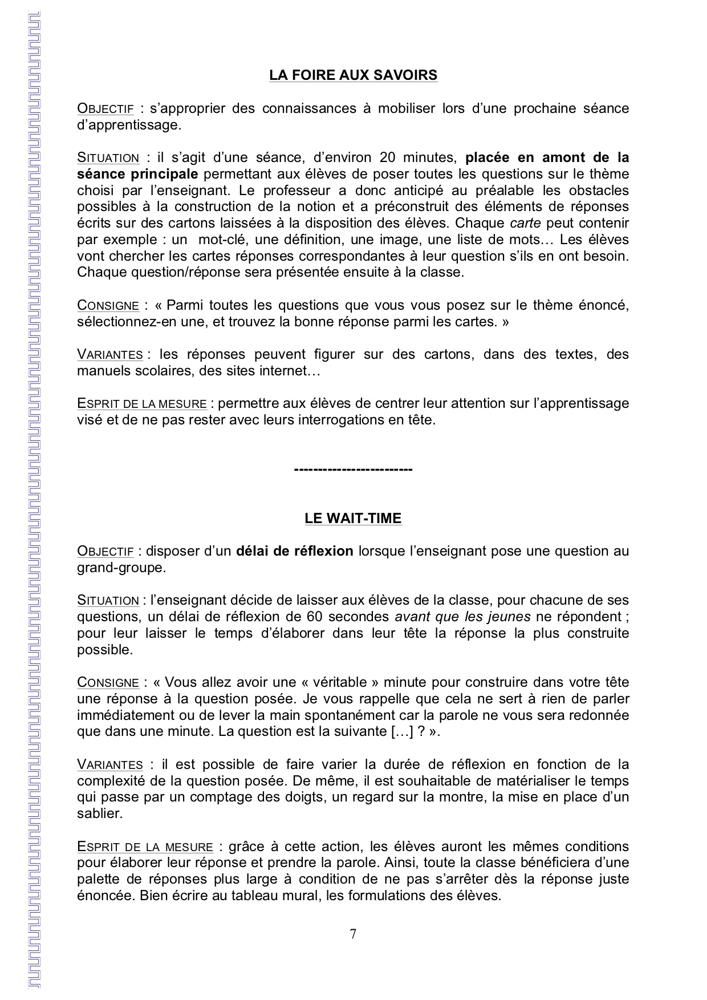 LA FOIRE AUX SAVOIRS
OBJECTIF : s’approprier des connaissances à mobiliser lors d’une prochaine séance
d’apprentissage.
SITUATION : il s’agit d’une séance, d’environ 20 minutes, placée en amont de la
séance principale permettant aux élèves de poser toutes les questions sur le thème
choisi par l’enseignant. Le professeur a donc anticipé au préalable les obstacles
possibles à la construction de la notion et a préconstruit des éléments de réponses
écrits sur des cartons laissées à la disposition des élèves. Chaque carte peut contenir
par exemple : un  mot-clé, une définition, une image, une liste de mots… Les élèves
vont chercher les cartes réponses correspondantes à leur question s’ils en ont besoin.
Chaque question/réponse sera présentée ensuite à la classe.
CONSIGNE : « Parmi toutes les questions que vous vous posez sur le thème énoncé,
sélectionnez-en une, et trouvez la bonne réponse parmi les cartes. »
VARIANTES : les réponses peuvent figurer sur des cartons, dans des textes, des
manuels scolaires, des sites internet…
ESPRIT DE LA MESURE : permettre aux élèves de centrer leur attention sur l’apprentissage
visé et de ne pas rester avec leurs interrogations en tête.
-------------------------
LE WAIT-TIME
OBJECTIF : disposer d’un délai de réflexion lorsque l’enseignant pose une question au
grand-groupe.
SITUATION : l’enseignant décide de laisser aux élèves de la classe, pour chacune de ses
questions, un délai de réflexion de 60 secondes avant que les jeunes ne répondent ;
pour leur laisser le temps d’élaborer dans leur tête la réponse la plus construite
possible.
CONSIGNE : « Vous allez avoir une « véritable » minute pour construire dans votre tête
une réponse à la question posée. Je vous rappelle que cela ne sert à rien de parler
immédiatement ou de lever la main spontanément car la parole ne vous sera redonnée
que dans une minute. La question est la suivante […] ? ».
VARIANTES : il est possible de faire varier la durée de réflexion en fonction de la
complexité de la question posée. De même, il est souhaitable de matérialiser le temps
qui passe par un comptage des doigts, un regard sur la montre, la mise en place d’un
sablier.
ESPRIT DE LA MESURE : grâce à cette action, les élèves auront les mêmes conditions
pour élaborer leur réponse et prendre la parole. Ainsi, toute la classe bénéficiera d’une
palette de réponses plus large à condition de ne pas s’arrêter dès la réponse juste
énoncée. Bien écrire au tableau mural, les formulations des élèves.
7